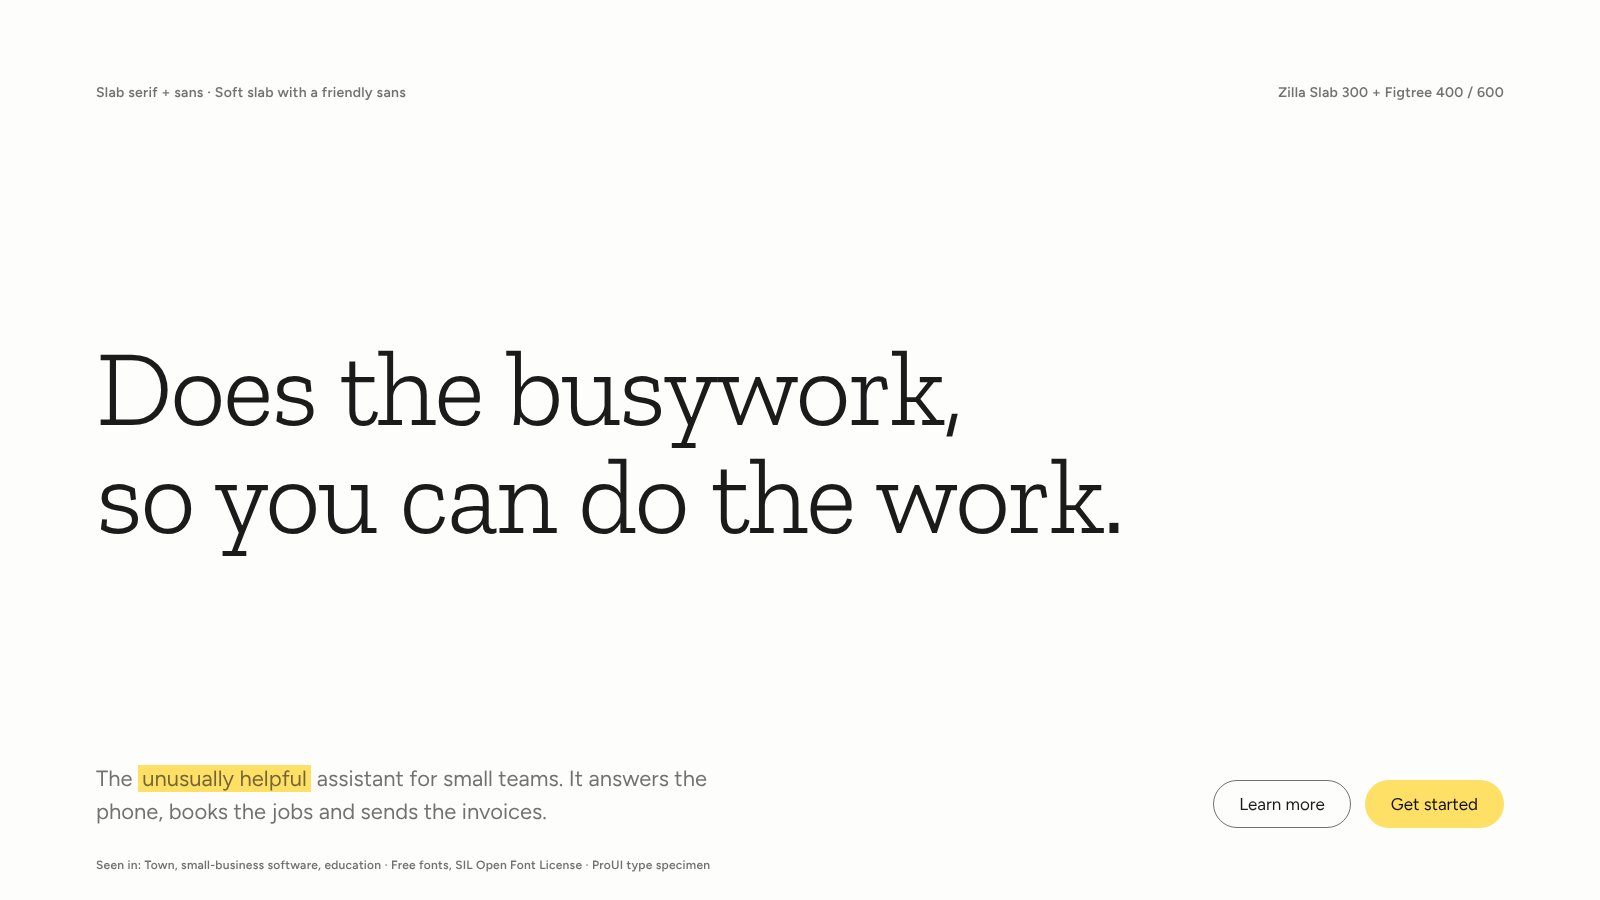 Slab serif + sans · Soft slab with a friendly sans
Zilla Slab 300 + Figtree 400 / 600
Does the busywork,
so you can do the work.
The unusually helpful assistant for small teams. It answers the
phone, books the jobs and sends the invoices.
Learn more
Get started
Seen in: Town, small-business software, education · Free fonts, SIL Open Font License · ProUI type specimen